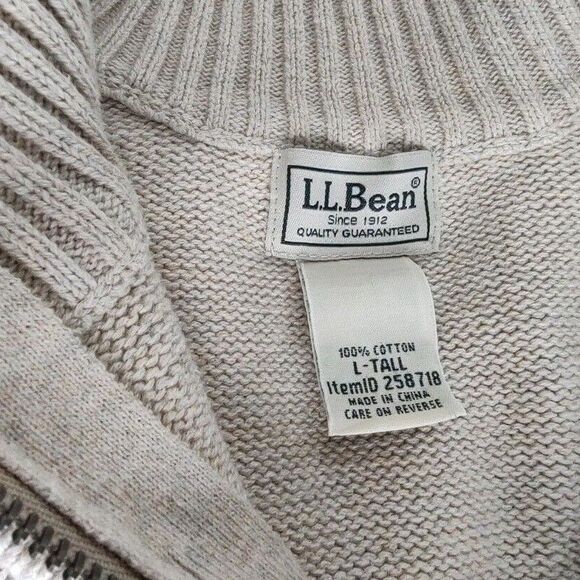 L.L.Bean®
Since 1912
QUALITY GUARANTEED
100% COTTON
L-TALL
ItemID 258718
MADE IN CHINA
CARE ON REVERSE